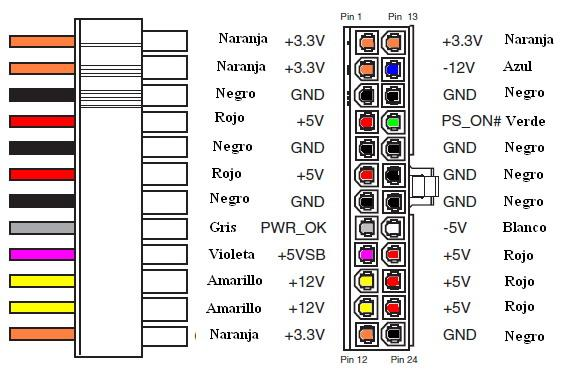 Pin 1 Pin 13
Naranja +3.3V +3.3V Naranja
Naranja +3.3V -12V Azul
Negro GND GND Negro
Rojo +5V PS_ON# Verde
Negro GND GND Negro
Rojo +5V GND Negro
Negro GND GND Negro
Gris PWR_OK -5V Blanco
Violeta +5VSB +5V Rojo
Amarillo +12V +5V Rojo
Amarillo +12V +5V Rojo
Naranja +3.3V GND Negro
Pin 12 Pin 24